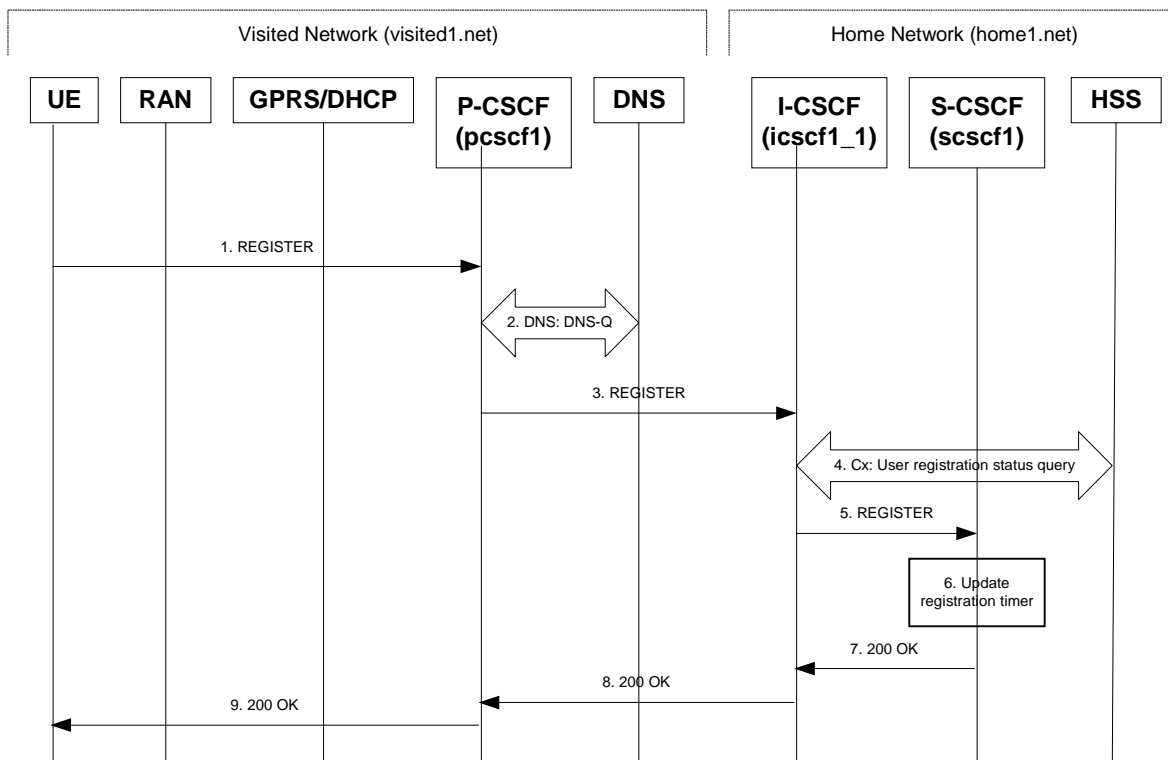 Visited Network (visited1.net)
Home Network (home1.net)
UE
RAN
GPRS/DHCP
P-CSCF
(pcscf1)
DNS
I-CSCF
(icscf1_1)
S-CSCF
(scscf1)
HSS
1. REGISTER
2. DNS: DNS-Q
3. REGISTER
4. Cx: User registration status query
5. REGISTER
6. Update
registration timer
7. 200 OK
8. 200 OK
9. 200 OK